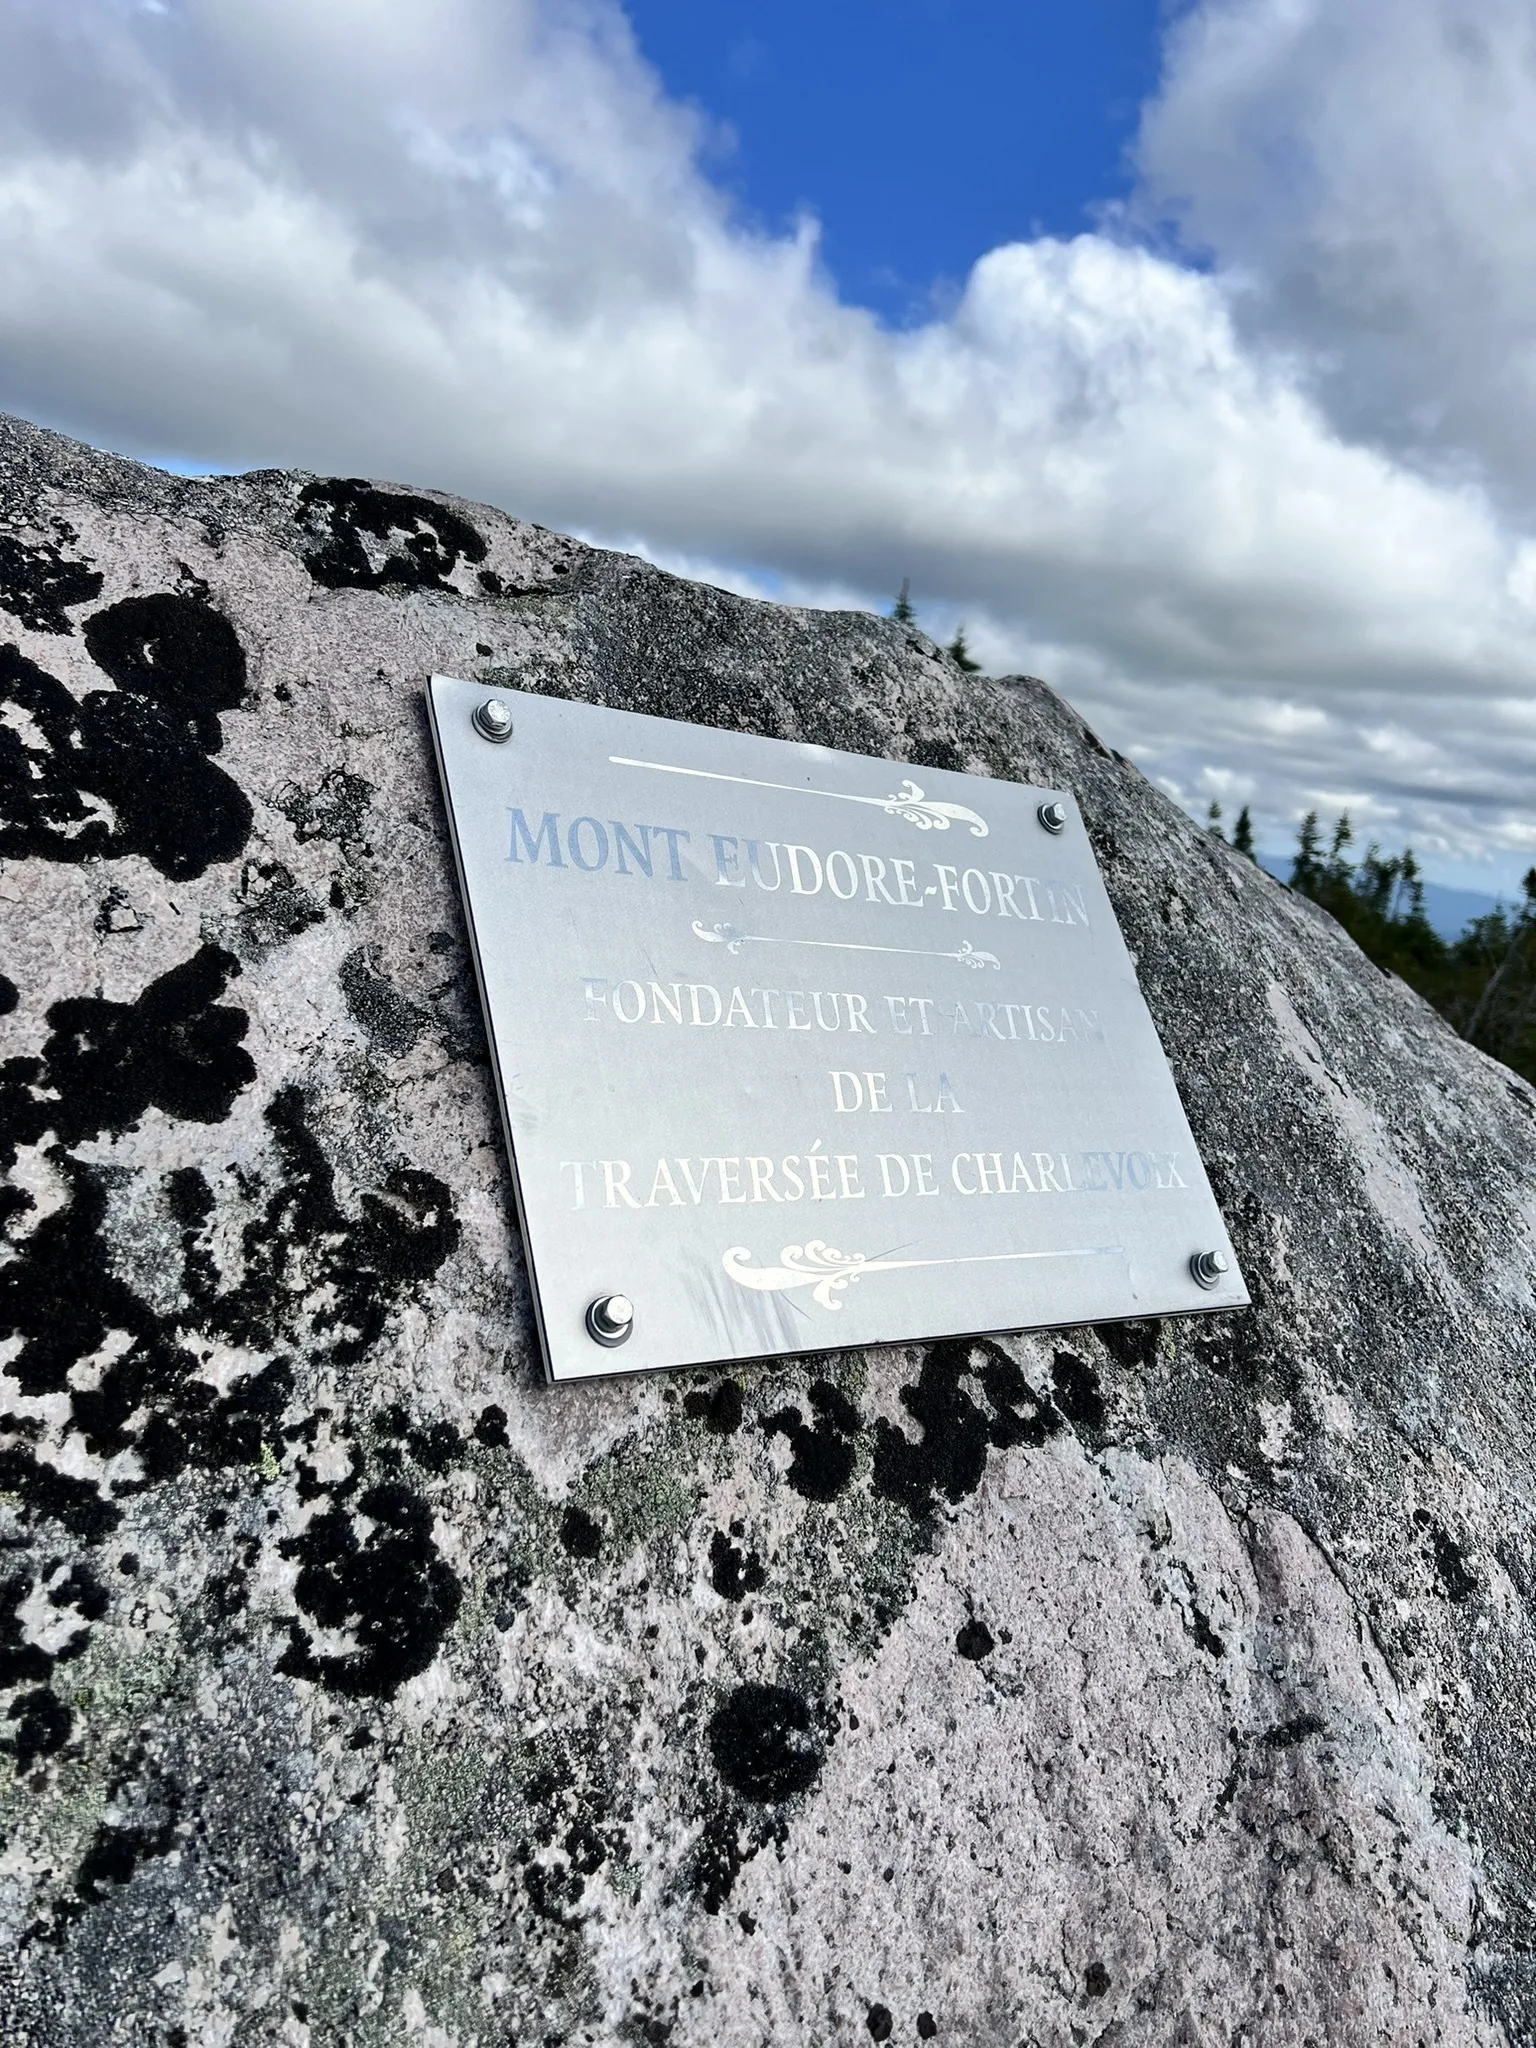 MONT EUDORE-FORTIN
FONDATEUR ET ARTISAN
DE LA
TRAVERSÉE DE CHARLEVOIX